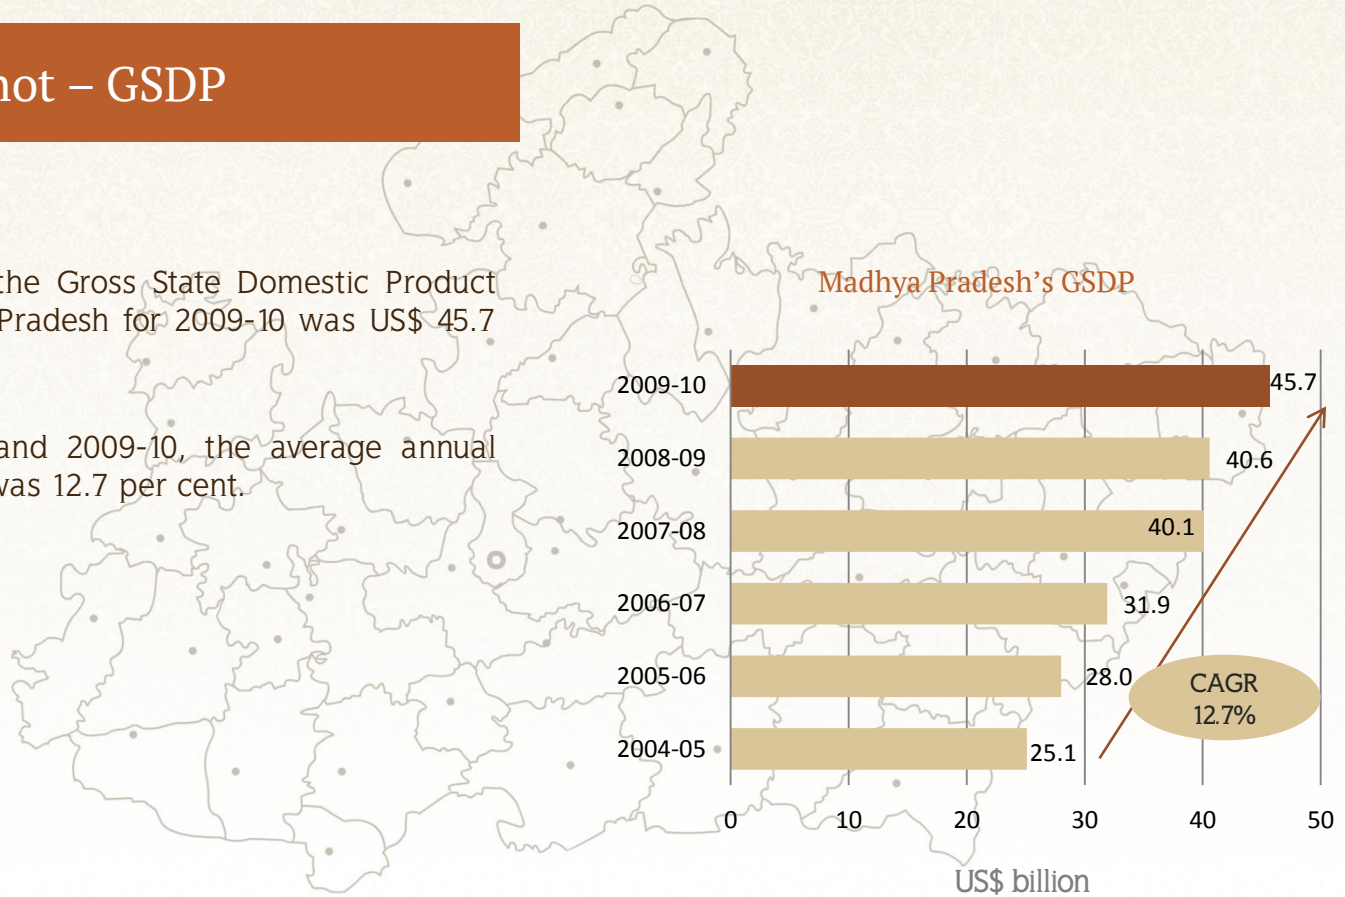 not – GSDP
the Gross State Domestic Product
Pradesh for 2009-10 was US$ 45.7
and 2009-10, the average annual
was 12.7 per cent.
Madhya Pradesh's GSDP
2009-10 45.7
2008-09 40.6
2007-08 40.1
2006-07 31.9
2005-06 28.0
2004-05 25.1
CAGR
12.7%
0 10 20 30 40 50
US$ billion